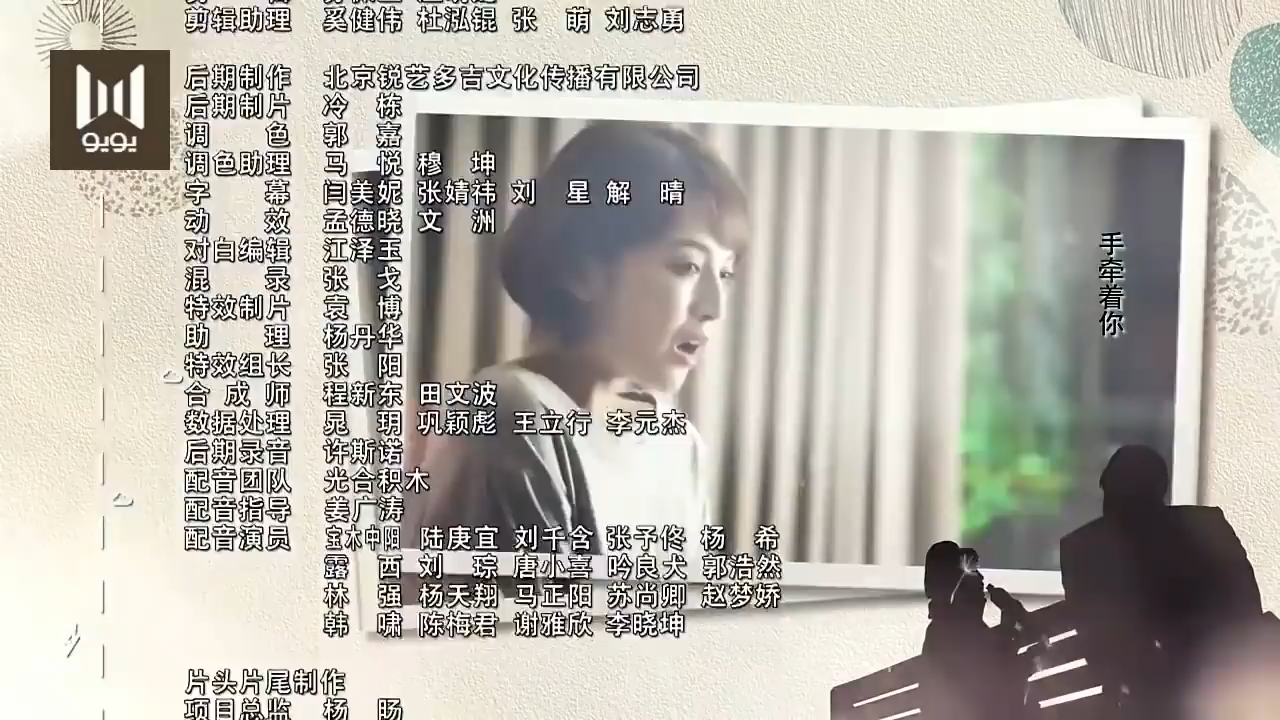 剪辑助理 奚健伟 杜泓锟 张 萌 刘志勇
后期制作 北京锐艺多吉文化传播有限公司
后期制片 冷 栋
调 色 郭 嘉
调色助理 马 悦 穆 坤
字 幕 闫美妮 张婧祎 刘 星 解 晴
动 效 孟德晓 文 洲
对白编辑 江泽玉
混 录 张 戈
特效制片 袁 博
助 理 杨丹华
特效组长 张 阳
合 成 师 程新东 田文波
数据处理 晁 玥 巩颖彪 王立行 李元杰
后期录音 许斯诺
配音团队 光合积木
配音指导 姜广涛
配音演员 宝木中阳 陆庚宜 刘千含 张予佟 杨 希
露 西 刘 琮 唐小喜 吟良犬 郭浩然
林 强 杨天翔 马正阳 苏尚卿 赵梦娇
韩 啸 陈梅君 谢雅欣 李晓坤
片头片尾制作
项目总监 杨 旸
يويو
手牵着你